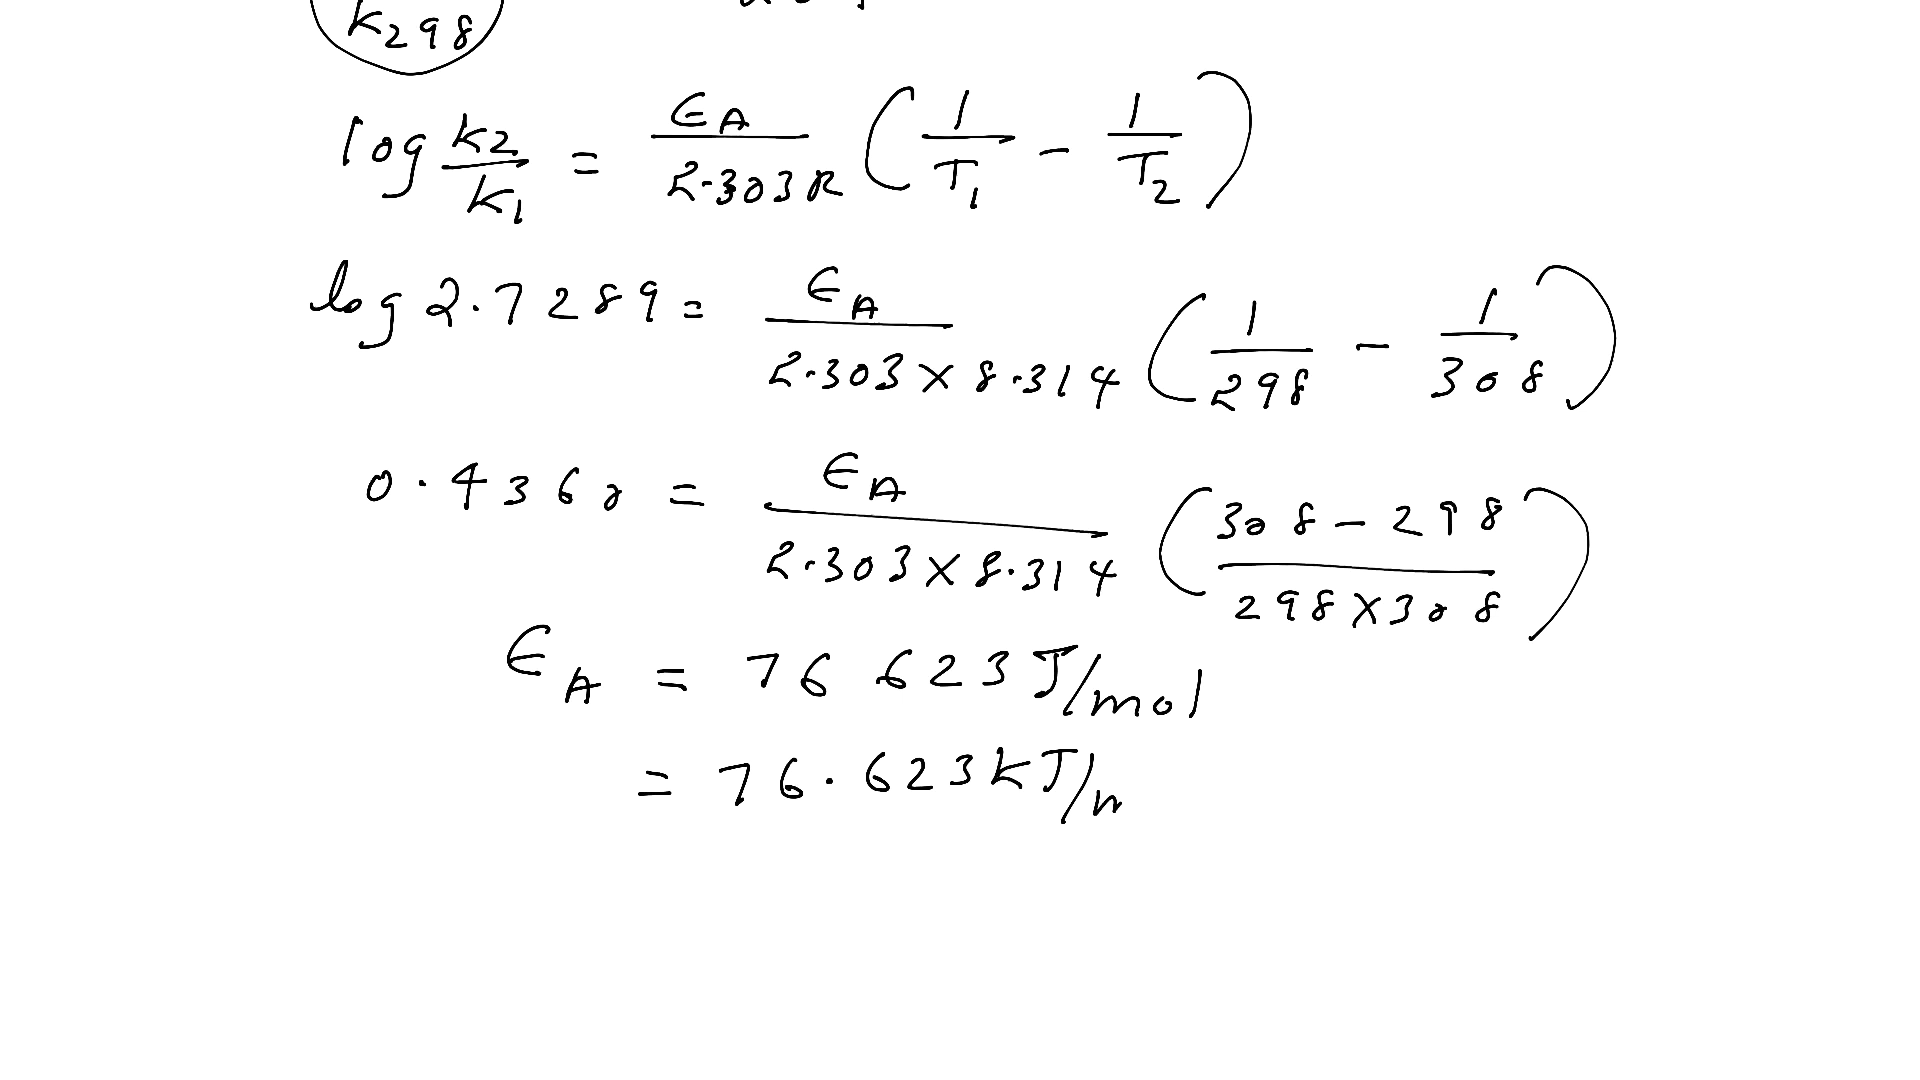 K298
log K2/K1 = EA/2.303R (1/T1 - 1/T2)
log 2.7289 = EA/2.303 × 8.314 (1/298 - 1/308)
0.4360 = EA/2.303 × 8.314 (308 - 298/298 × 308)
EA = 76 623 J/mol
= 76.623 kJ/m